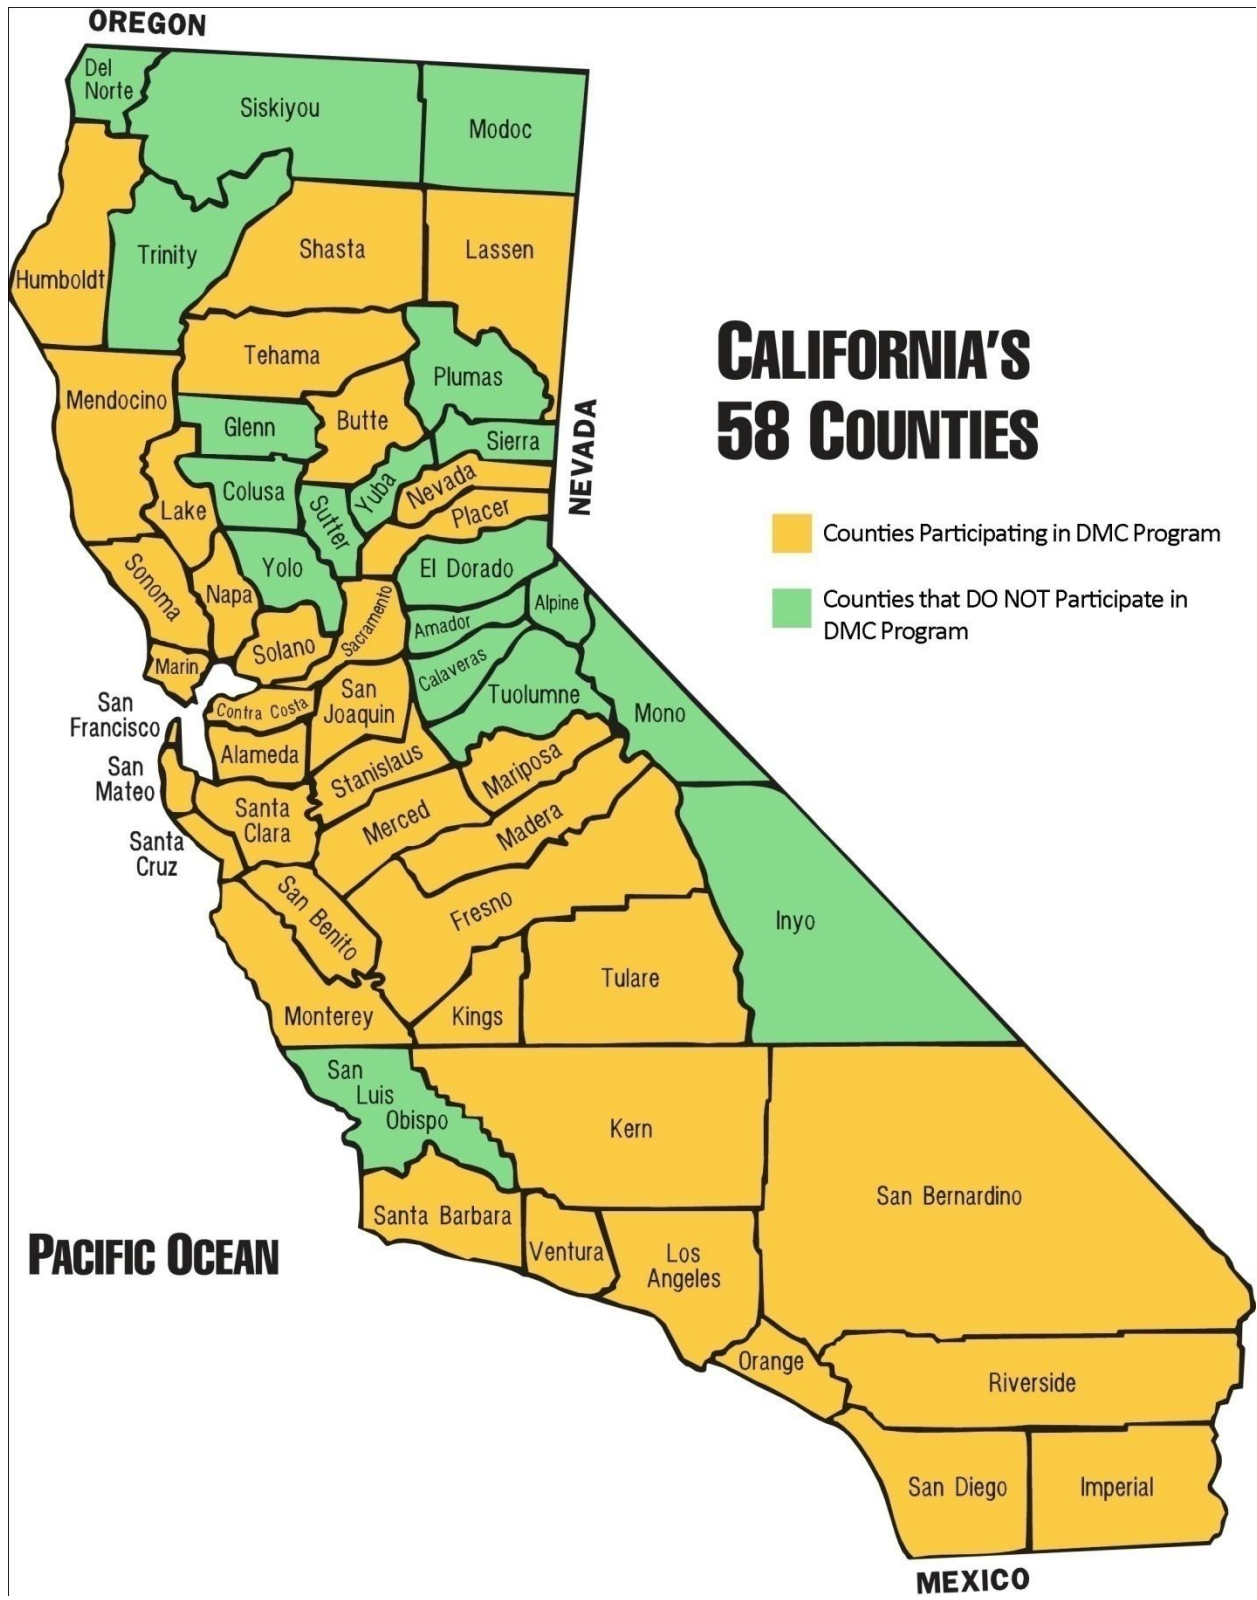 OREGON
Del
Norte
Siskiyou
Modoc
Trinity
Shasta
Lassen
Humboldt
Tehama
Plumas
CALIFORNIA'S
58 COUNTIES
Mendocino
Glenn
Butte
Sierra
NEVADA
Colusa
Sutter
Yuba
Nevada
Placer
Lake
Counties Participating in DMC Program
Counties that DO NOT Participate in
DMC Program
Sonoma
Napa
Yolo
El Dorado
Alpine
Amador
Sacramento
Solano
Calaveras
Marin
Tuolumne
Mono
San
Francisco
Contra Costa
San
Joaquin
San
Mateo
Alameda
Stanislaus
Mariposa
Santa
Clara
Merced
Madera
Santa
Cruz
San Benito
Fresno
Inyo
Monterey
Kings
Tulare
San
Luis
Obispo
Kern
San Bernardino
Santa Barbara
Ventura
Los
Angeles
PACIFIC OCEAN
Orange
Riverside
San Diego
Imperial
MEXICO